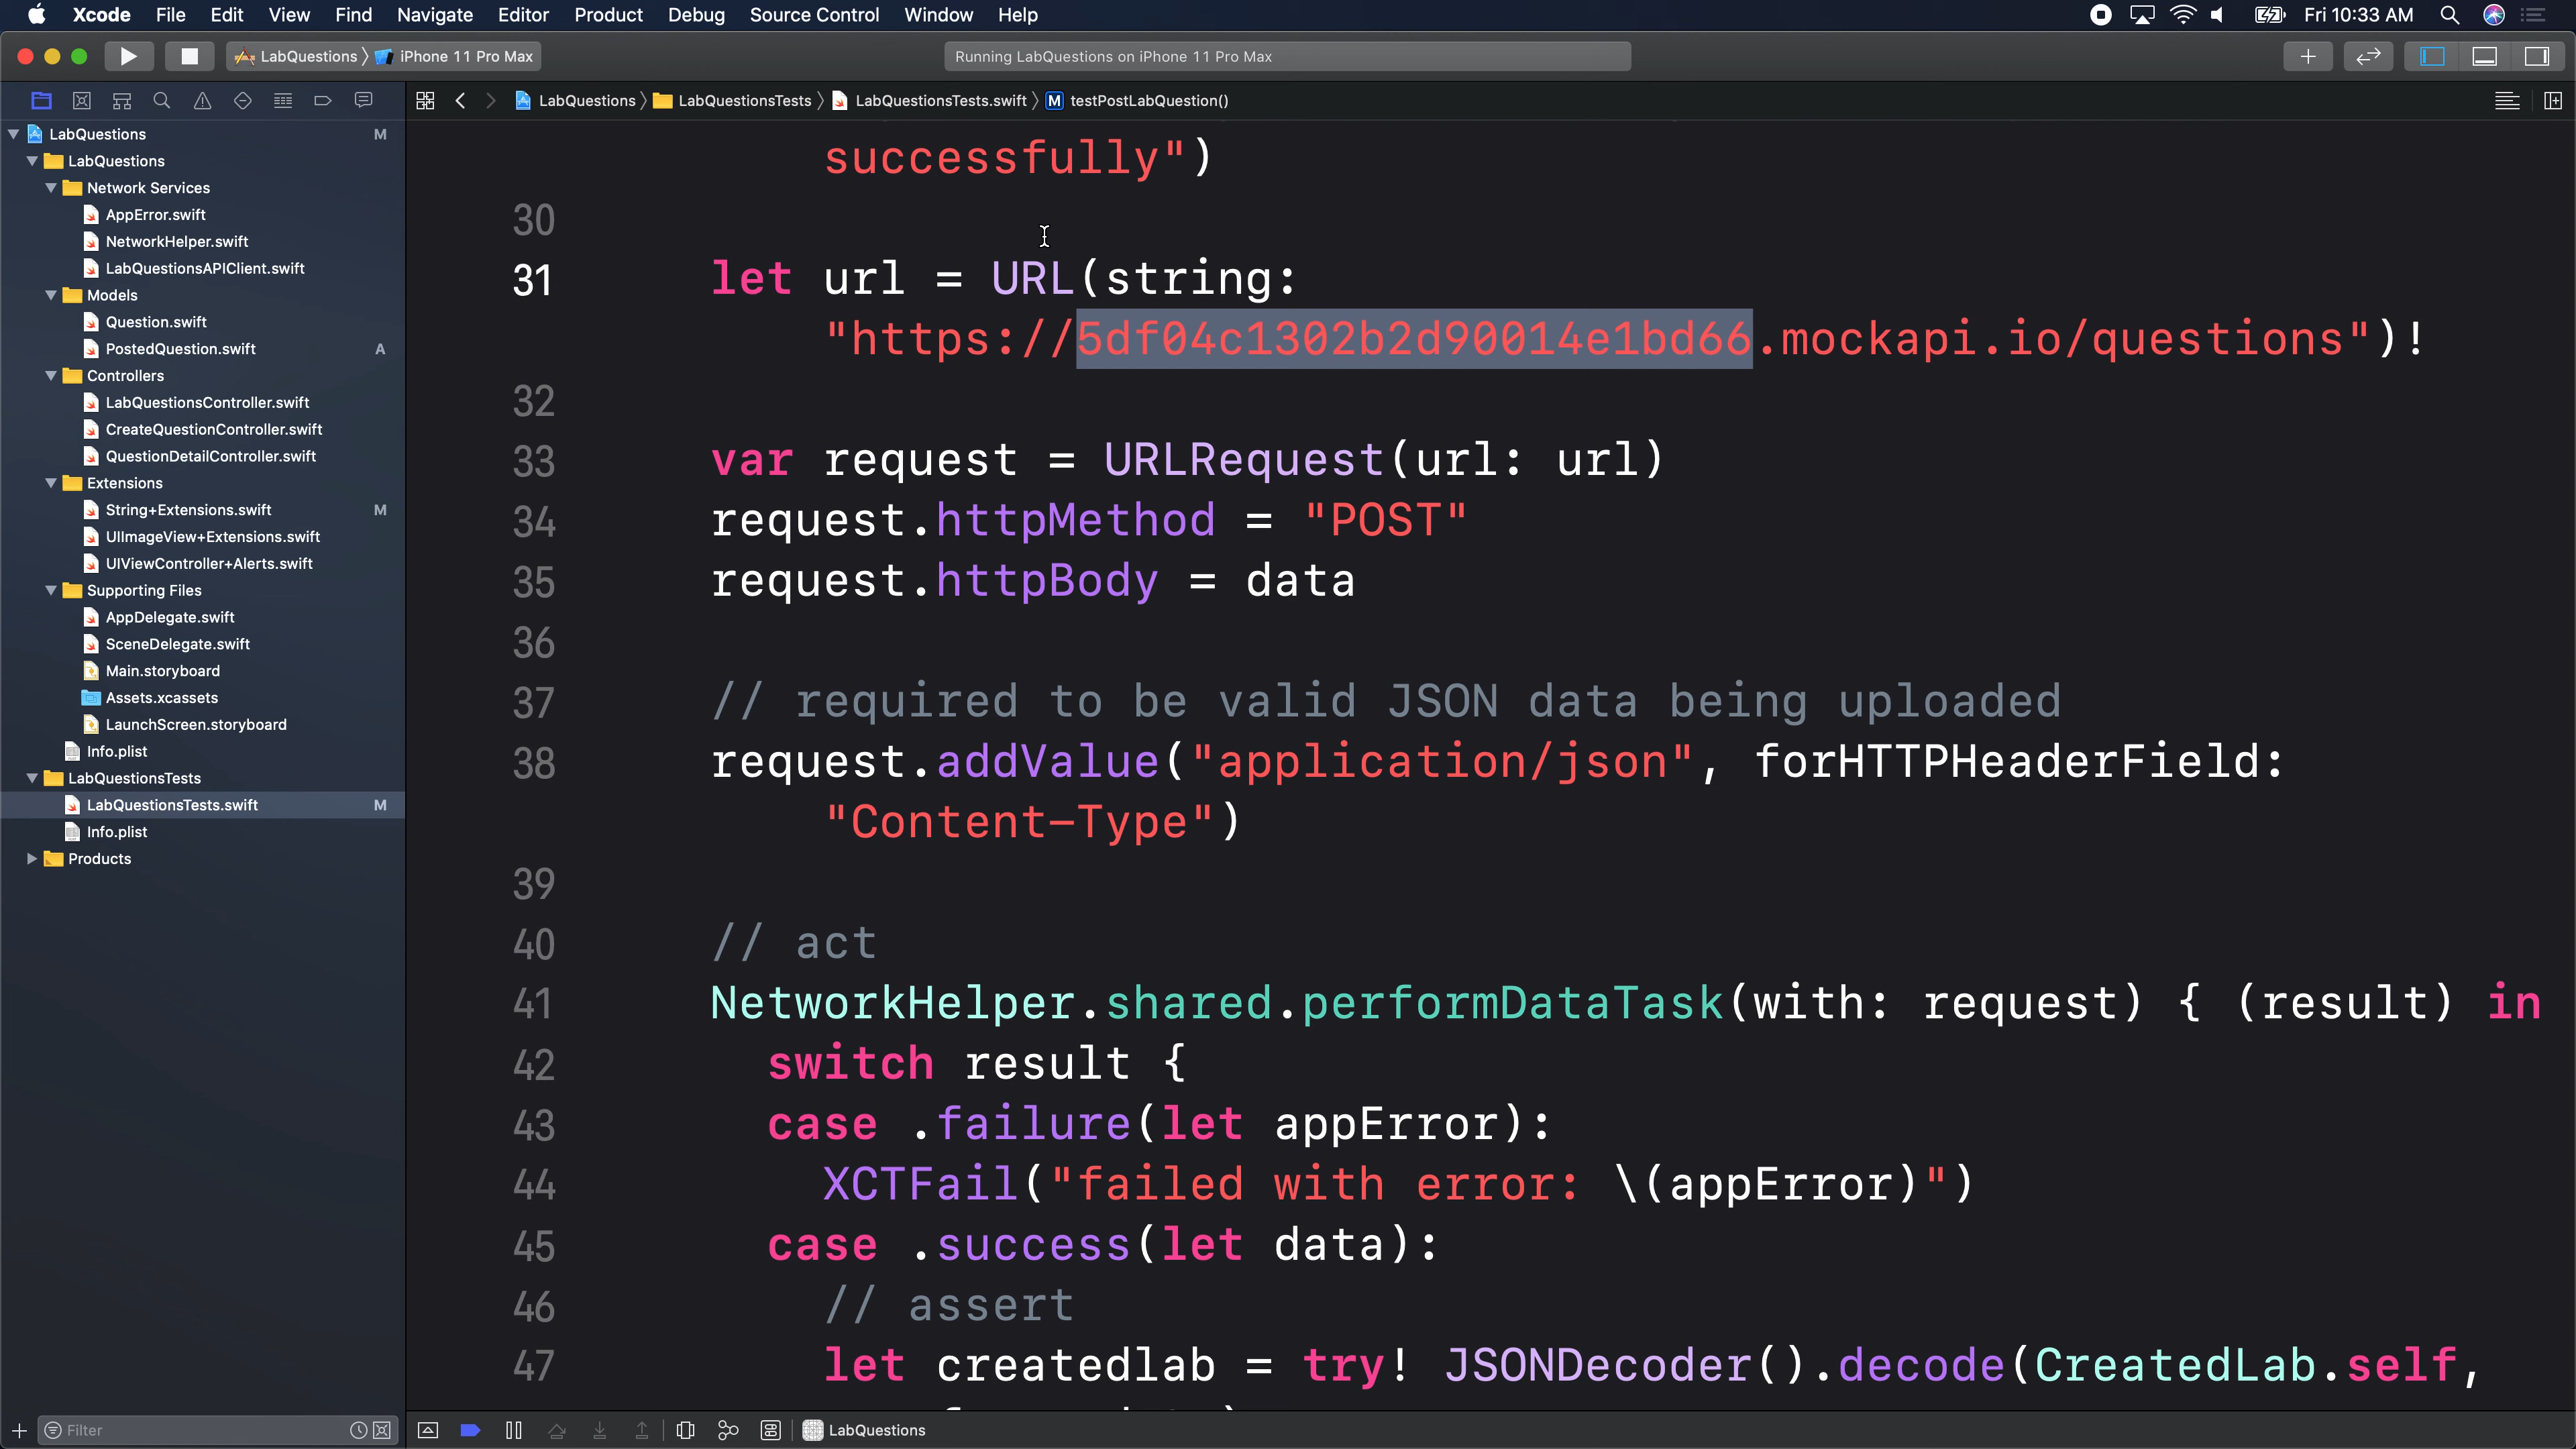 Xcode File Edit View Find Navigate Editor Product Debug Source Control Window Help Fri 10:33 AM
LabQuestions iPhone 11 Pro Max Running LabQuestions on iPhone 11 Pro Max
LabQuestions LabQuestionsTests LabQuestionsTests.swift M testPostLabQuestion()
LabQuestions M
LabQuestions
Network Services
AppError.swift
NetworkHelper.swift
LabQuestionsAPIClient.swift
Models
Question.swift
PostedQuestion.swift A
Controllers
LabQuestionsController.swift
CreateQuestionController.swift
QuestionDetailController.swift
Extensions
String+Extensions.swift M
UIImageView+Extensions.swift
UIViewController+Alerts.swift
Supporting Files
AppDelegate.swift
SceneDelegate.swift
Main.storyboard
Assets.xcassets
LaunchScreen.storyboard
Info.plist
LabQuestionsTests
LabQuestionsTests.swift M
Info.plist
Products
Filter
successfully")
30
31 let url = URL(string:
"https://5df04c1302b2d90014e1bd66.mockapi.io/questions")!
32
33 var request = URLRequest(url: url)
34 request.httpMethod = "POST"
35 request.httpBody = data
36
37 // required to be valid JSON data being uploaded
38 request.addValue("application/json", forHTTPHeaderField:
"Content-Type")
39
40 // act
41 NetworkHelper.shared.performDataTask(with: request) { (result) in
42 switch result {
43 case .failure(let appError):
44 XCTFail("failed with error: \(appError)")
45 case .success(let data):
46 // assert
47 let createdlab = try! JSONDecoder().decode(CreatedLab.self,
LabQuestions